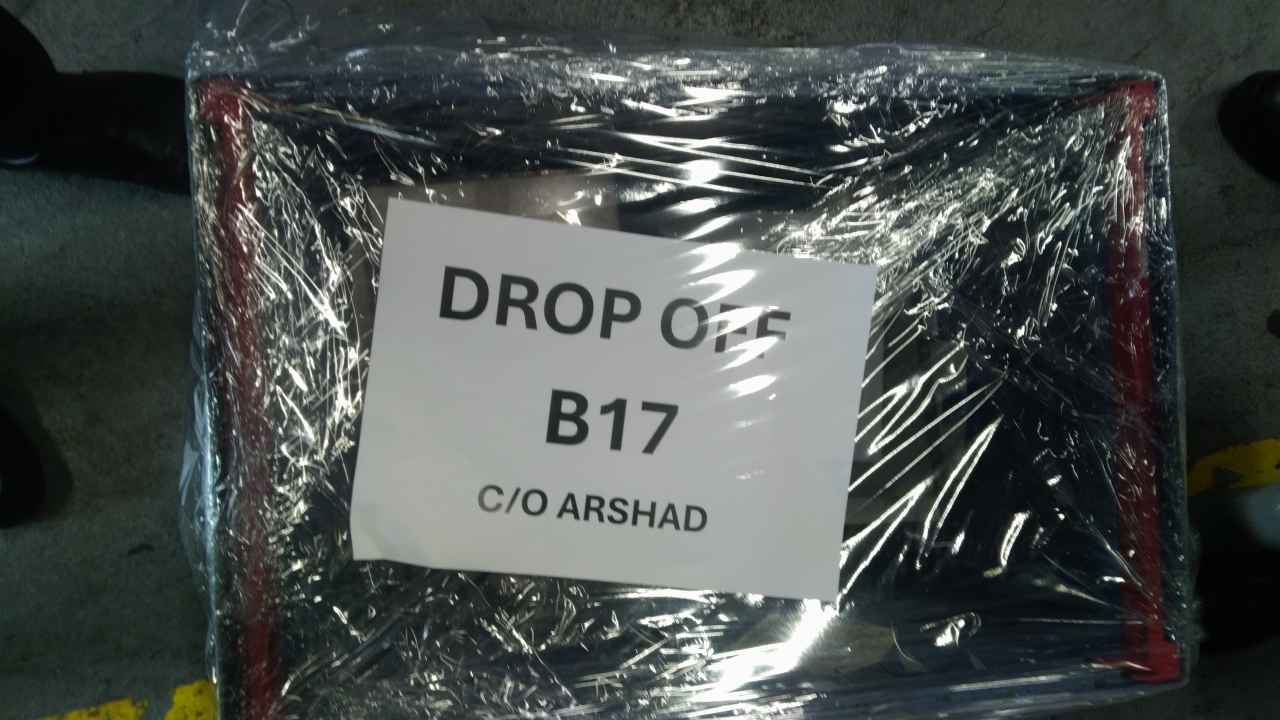 DROP OFF
B17
C/O ARSHAD